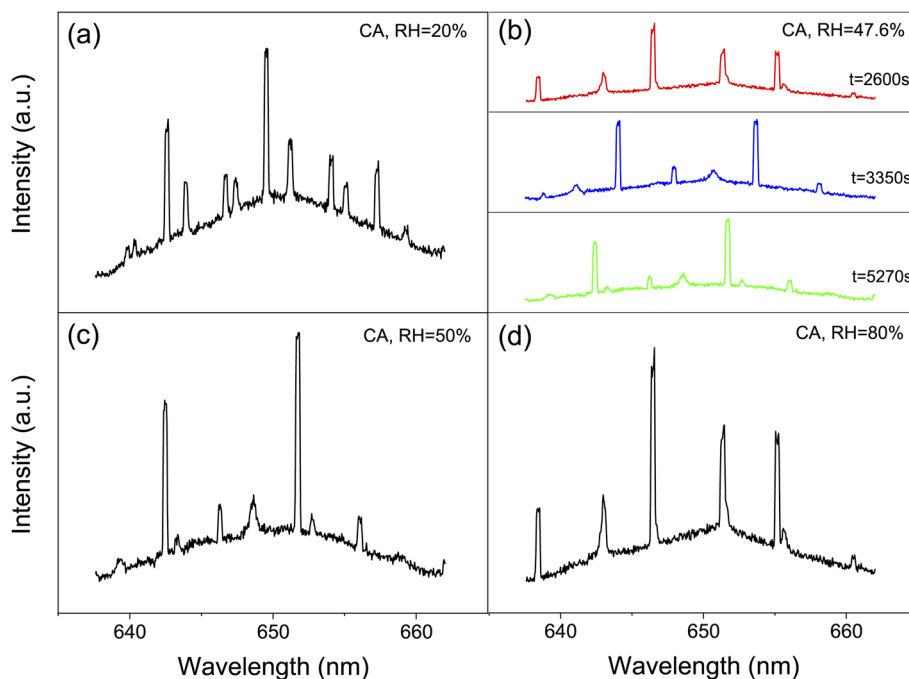 (a)
CA, RH=20%
(b)
CA, RH=47.6%
t=2600s
t=3350s
t=5270s
Intensity (a.u.)
(c)
CA, RH=50%
(d)
CA, RH=80%
Intensity (a.u.)
640 650 660
640 650 660
Wavelength (nm)
Wavelength (nm)